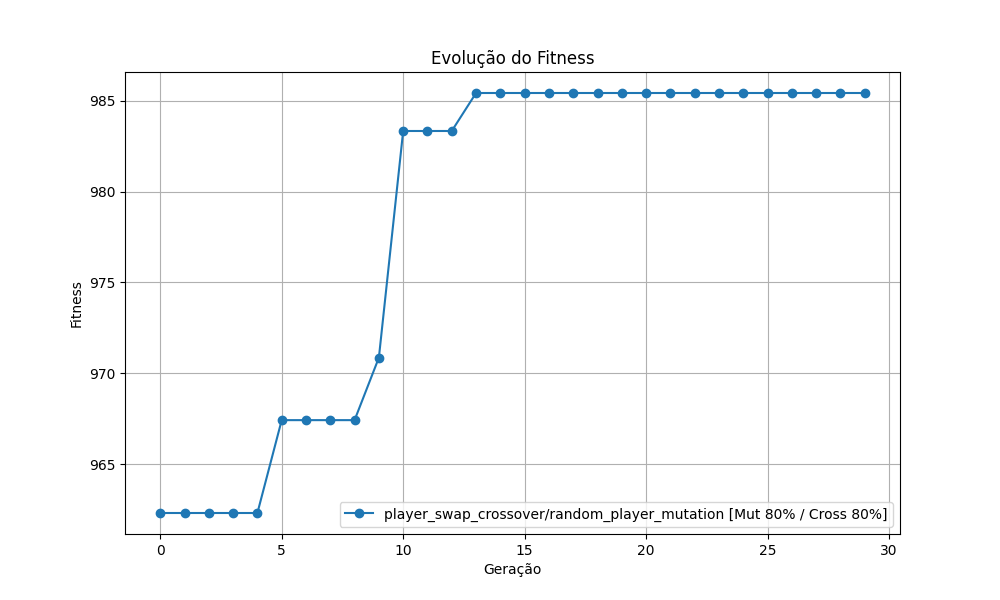 Evolução do Fitness
Fitness
985
980
975
970
965
player_swap_crossover/random_player_mutation [Mut 80% / Cross 80%]
0 5 10 15 20 25 30
Geração